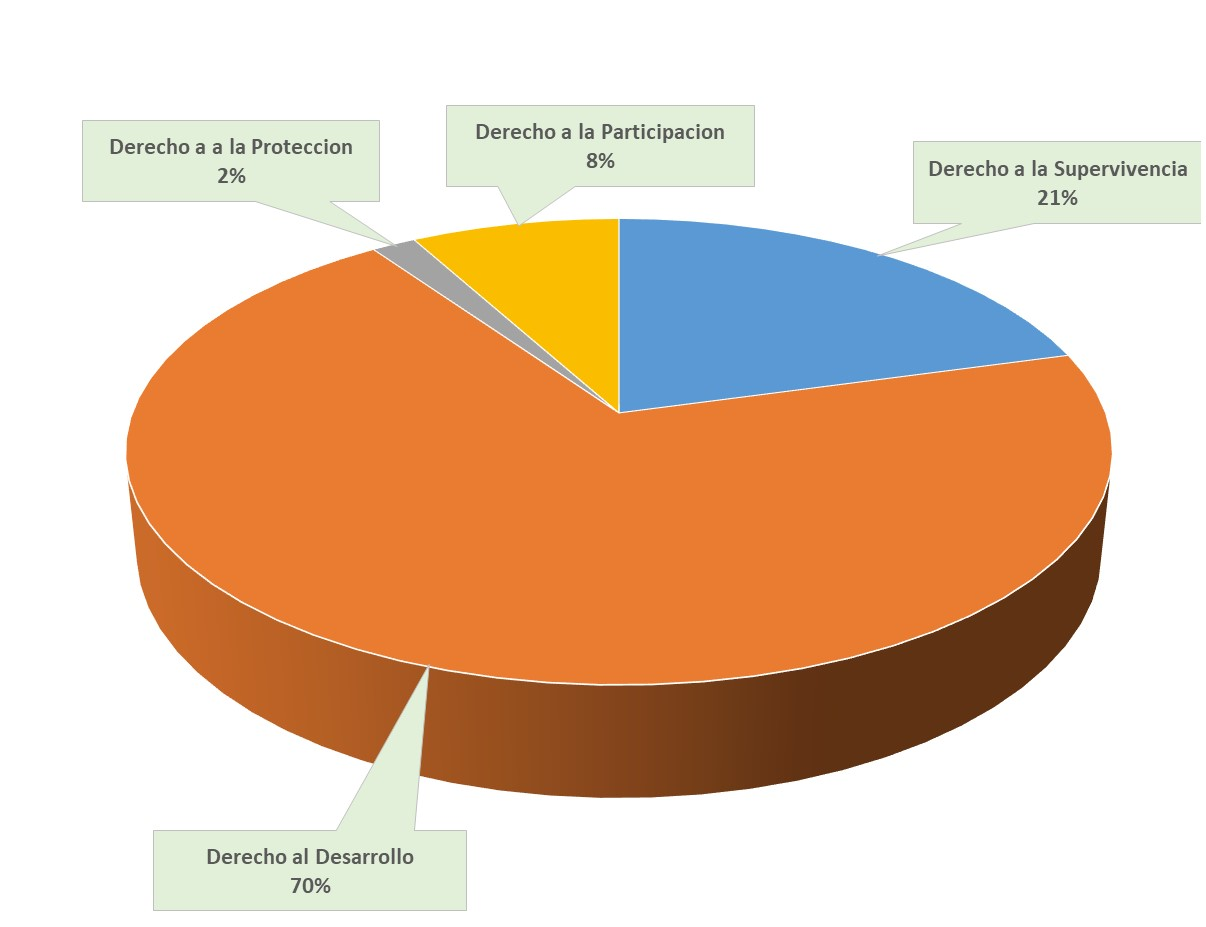 Derecho a a la Proteccion
2%
Derecho a la Participacion
8%
Derecho a la Supervivencia
21%
Derecho al Desarrollo
70%